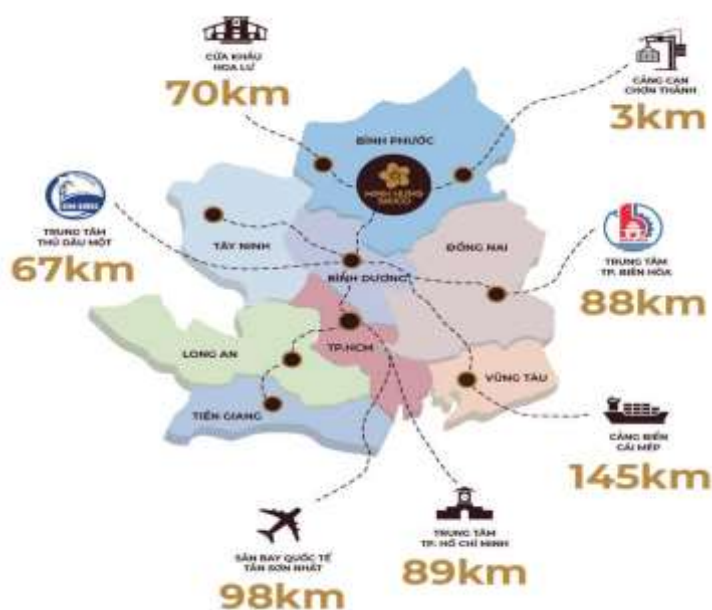 CỬA KHẨU
HOA LƯ
70km
CẢNG CẠN
CHƠN THÀNH
3km
BÌNH PHƯỚC
MINH HƯNG
SIKICO
TRUNG TÂM
THỦ DẦU MỘT
67km
TÂY NINH
ĐỒNG NAI
TRUNG TÂM
TP. BIÊN HÒA
88km
BÌNH DƯƠNG
LONG AN
TP.HCM
VŨNG TÀU
TIỀN GIANG
CẢNG BIỂN
CÁI MÉP
145km
SÂN BAY QUỐC TẾ
TÂN SƠN NHẤT
98km
TRUNG TÂM
TP. HỒ CHÍ MINH
89km